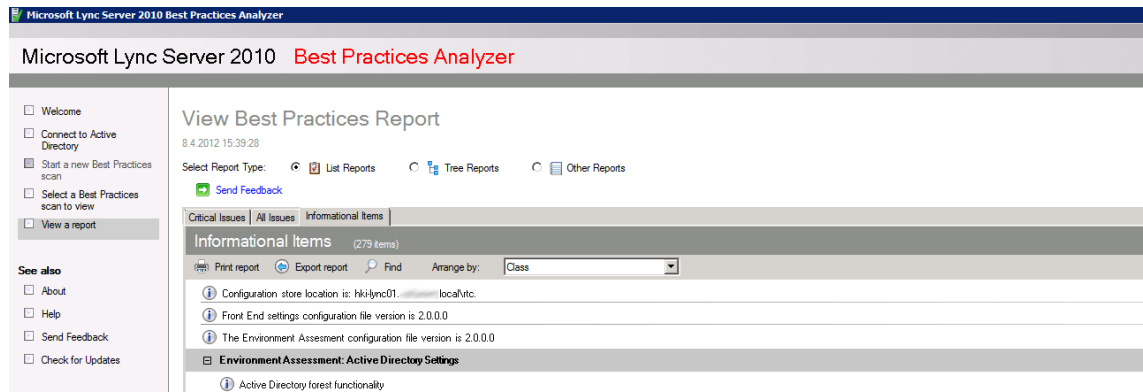 Microsoft Lync Server 2010 Best Practices Analyzer
Microsoft Lync Server 2010 Best Practices Analyzer
Welcome
Connect to Active
Directory
Start a new Best Practices
scan
Select a Best Practices
scan to view
View a report
See also
About
Help
Send Feedback
Check for Updates
View Best Practices Report
8.4.2012 15:39:28
Select Report Type: List Reports Tree Reports Other Reports
Send Feedback
Critical Issues All Issues Informational Items
Informational Items (279 items)
Print report Export report Find Arrange by: Class
Configuration store location is: hki-lync01. local\rtc.
Front End settings configuration file version is 2.0.0.0
The Environment Assesment configuration file version is 2.0.0.0
Environment Assessment: Active Directory Settings
Active Directory forest functionality